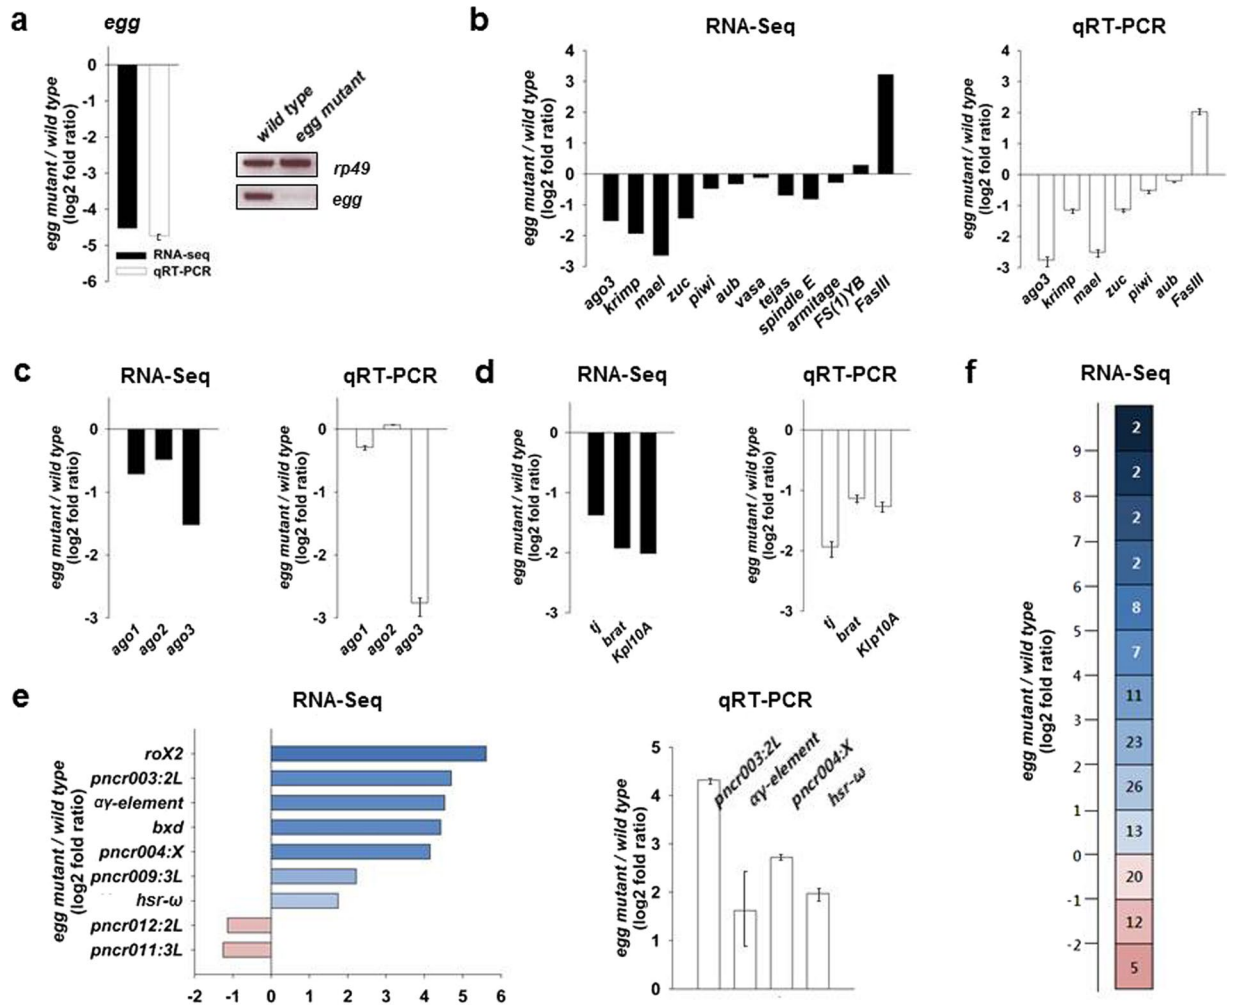 a
egg
0
-1
-2
-3
-4
-5
-6
egg mutant / wild type
(log2 fold ratio)
RNA-seq
qRT-PCR
wild type
egg mutant
rp49
egg
b
RNA-Seq
4
3
2
1
0
-1
-2
-3
egg mutant / wild type
(log2 fold ratio)
ago3
krimp
mael
zuc
piwi
aub
vasa
tejas
spindle E
armitage
FS(1)YB
FasIII
qRT-PCR
4
3
2
1
0
-1
-2
-3
egg mutant / wild type
(log2 fold ratio)
ago3
krimp
mael
zuc
piwi
aub
FasIII
c
RNA-Seq
0
-1
-2
-3
egg mutant / wild type
(log2 fold ratio)
ago1
ago2
ago3
qRT-PCR
0
-1
-2
-3
egg mutant / wild type
(log2 fold ratio)
ago1
ago2
ago3
d
RNA-Seq
0
-1
-2
-3
egg mutant / wild type
(log2 fold ratio)
tj
brat
Kpl10A
qRT-PCR
0
-1
-2
-3
egg mutant / wild type
(log2 fold ratio)
tj
brat
Klp10A
e
RNA-Seq
egg mutant / wild type
(log2 fold ratio)
roX2
pncr003:2L
αγ-element
bxd
pncr004:X
pncr009:3L
hsr-ω
pncr012:2L
pncr011:3L
-2 -1 0 1 2 3 4 5 6
qRT-PCR
5
4
3
2
1
0
egg mutant / wild type
(log2 fold ratio)
pncr003:2L
αγ-element
pncr004:X
hsr-ω
f
RNA-Seq
egg mutant / wild type
(log2 fold ratio)
9
8
7
6
5
4
3
2
1
0
-1
-2
2
2
2
2
8
7
11
23
26
13
20
12
5